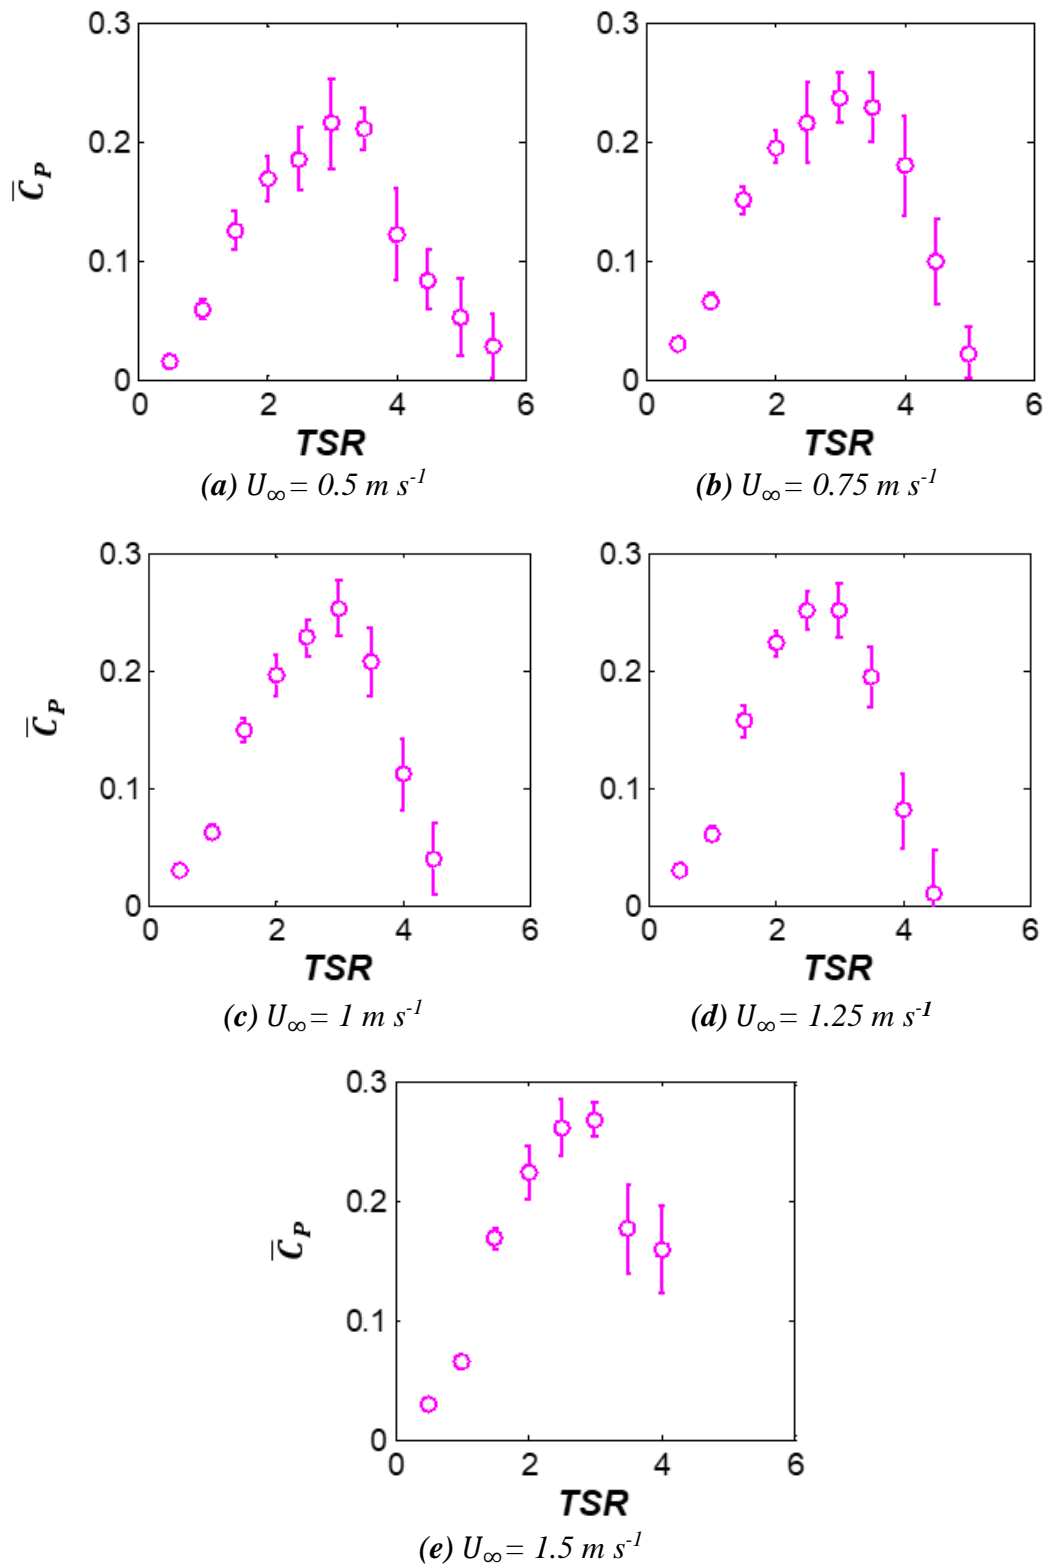 0.3
0.2
0.1
0
0 2 4 6
C̅_P
TSR
(a) U∞= 0.5 m s⁻¹
0.3
0.2
0.1
0
0 2 4 6
TSR
(b) U∞= 0.75 m s⁻¹
0.3
0.2
0.1
0
0 2 4 6
C̅_P
TSR
(c) U∞= 1 m s⁻¹
0.3
0.2
0.1
0
0 2 4 6
TSR
(d) U∞= 1.25 m s⁻¹
0.3
0.2
0.1
0
0 2 4 6
C̅_P
TSR
(e) U∞= 1.5 m s⁻¹